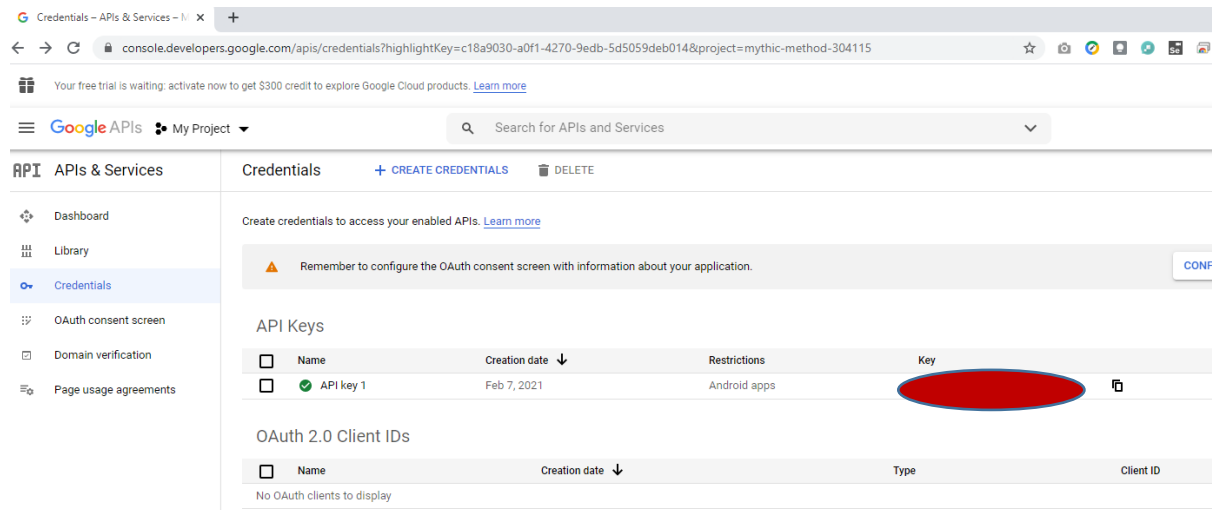 Credentials – APIs & Services – M
console.developers.google.com/apis/credentials?highlightKey=c18a9030-a0f1-4270-9edb-5d5059deb014&project=mythic-method-304115
Your free trial is waiting: activate now to get $300 credit to explore Google Cloud products. Learn more
Google APIs My Project Search for APIs and Services
API APIs & Services
Credentials + CREATE CREDENTIALS DELETE
Dashboard
Library
Credentials
OAuth consent screen
Domain verification
Page usage agreements
Create credentials to access your enabled APIs. Learn more
Remember to configure the OAuth consent screen with information about your application. CONF
API Keys
Name Creation date Restrictions Key
API key 1 Feb 7, 2021 Android apps
OAuth 2.0 Client IDs
Name Creation date Type Client ID
No OAuth clients to display